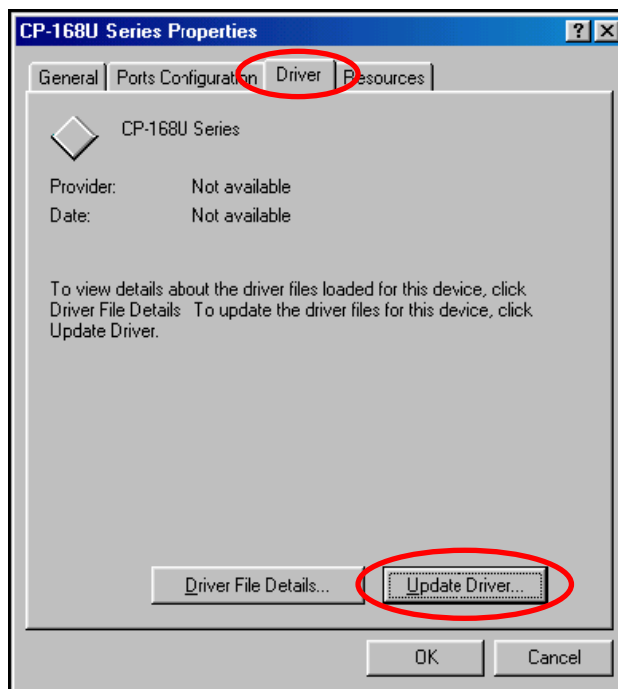 CP-168U Series Properties
General Ports Configuration Driver Resources
CP-168U Series
Provider: Not available
Date: Not available
To view details about the driver files loaded for this device, click
Driver File Details To update the driver files for this device, click
Update Driver.
Driver File Details... Update Driver...
OK Cancel